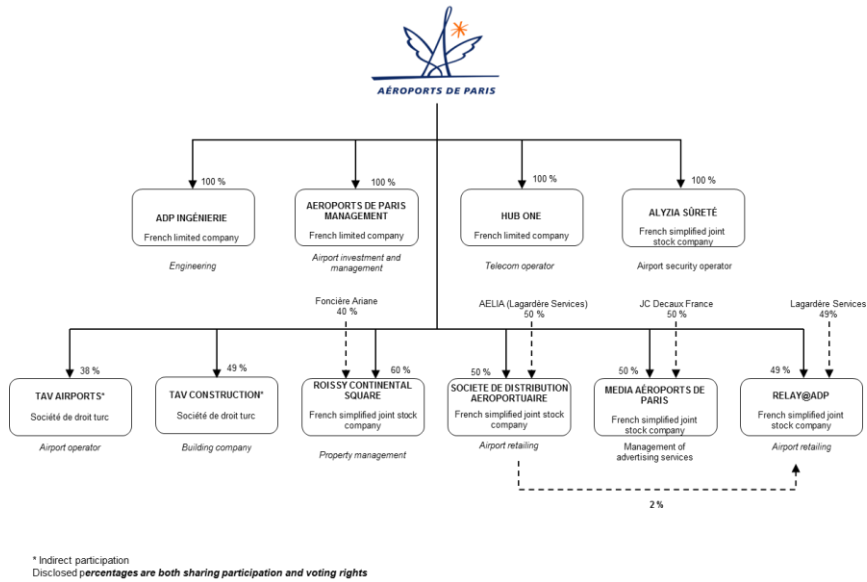 AÉROPORTS DE PARIS
100 %
100 %
100 %
100 %
ADP INGÉNIERIE
French limited company
Engineering
AEROPORTS DE PARIS
MANAGEMENT
French limited company
Airport investment and
management
HUB ONE
French limited company
Telecom operator
ALYZIA SÛRETÉ
French simplified joint
stock company
Airport security operator
Foncière Ariane
40 %
AELIA (Lagardère Services)
50 %
JC Decaux France
50 %
Lagardère Services
49%
38 %
49 %
60 %
50 %
50 %
49 %
TAV AIRPORTS*
Société de droit turc
Airport operator
TAV CONSTRUCTION*
Société de droit turc
Building company
ROISSY CONTINENTAL
SQUARE
French simplified joint stock
company
Property management
SOCIETE DE DISTRIBUTION
AEROPORTUAIRE
French simplified joint stock
company
Airport retailing
MEDIA AÉROPORTS DE
PARIS
French simplified joint
stock company
Management of
advertising services
RELAY@ADP
French simplified joint
stock company
Airport retailing
2 %
* Indirect participation
Disclosed percentages are both sharing participation and voting rights